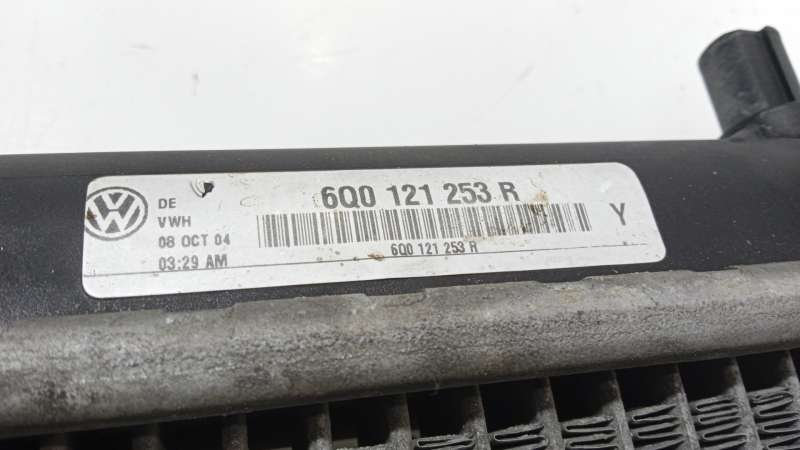 DE
VWH
08 OCT 04
03:29 AM
6Q0 121 253 R
6Q0 121 253 R
Y